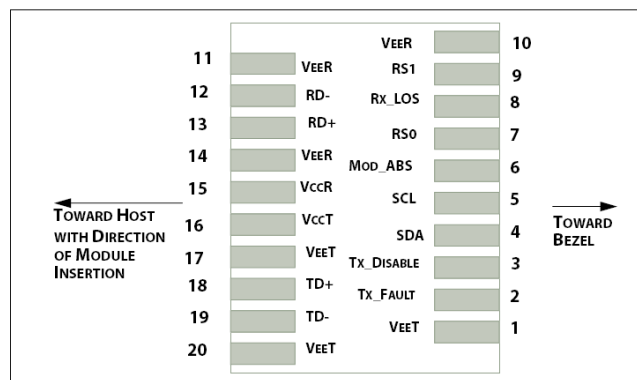 11 VEER
12 RD-
13 RD+
14 VEER
15 VCCR
16 VCCT
17 VEET
18 TD+
19 TD-
20 VEET
VEER 10
RS1 9
RX_LOS 8
RS0 7
MOD_ABS 6
SCL 5
SDA 4
TX_DISABLE 3
TX_FAULT 2
VEET 1
TOWARD HOST
WITH DIRECTION
OF MODULE
INSERTION
TOWARD
BEZEL